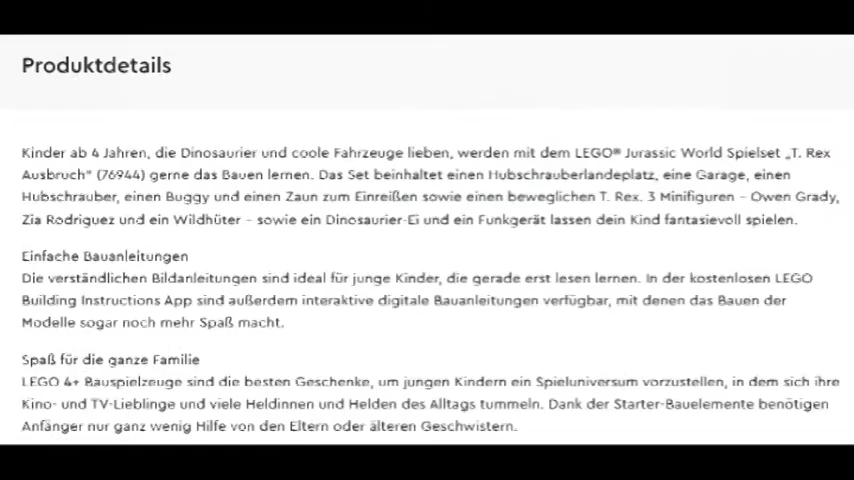 Produktdetails
Kinder ab 4 Jahren, die Dinosaurier und coole Fahrzeuge lieben, werden mit dem LEGO® Jurassic World Spielset „T. Rex
Ausbruch“ (76944) gerne das Bauen lernen. Das Set beinhaltet einen Hubschrauberlandeplatz, eine Garage, einen
Hubschrauber, einen Buggy und einen Zaun zum Einreißen sowie einen beweglichen T. Rex. 3 Minifiguren – Owen Grady,
Zia Rodriguez und ein Wildhüter – sowie ein Dinosaurier-Ei und ein Funkgerät lassen dein Kind fantasievoll spielen.
Einfache Bauanleitungen
Die verständlichen Bildanleitungen sind ideal für junge Kinder, die gerade erst lesen lernen. In der kostenlosen LEGO
Building Instructions App sind außerdem interaktive digitale Bauanleitungen verfügbar, mit denen das Bauen der
Modelle sogar noch mehr Spaß macht.
Spaß für die ganze Familie
LEGO 4+ Bauspielzeuge sind die besten Geschenke, um jungen Kindern ein Spieluniversum vorzustellen, in dem sich ihre
Kino- und TV-Lieblinge und viele Heldinnen und Helden des Alltags tummeln. Dank der Starter-Bauelemente benötigen
Anfänger nur ganz wenig Hilfe von den Eltern oder älteren Geschwistern.